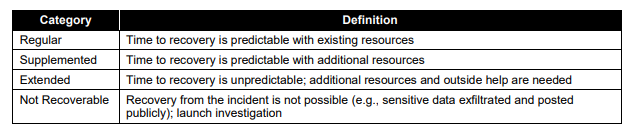 Category Definition
Regular Time to recovery is predictable with existing resources
Supplemented Time to recovery is predictable with additional resources
Extended Time to recovery is unpredictable; additional resources and outside help are needed
Not Recoverable Recovery from the incident is not possible (e.g., sensitive data exfiltrated and posted
publicly); launch investigation